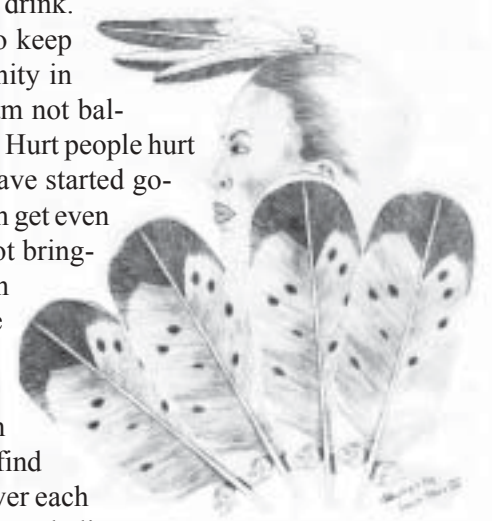 drink.
o keep
nity in
m not bal-
Hurt people hurt
ave started go-
n get even
ot bring-
n
e
n
find
ver each